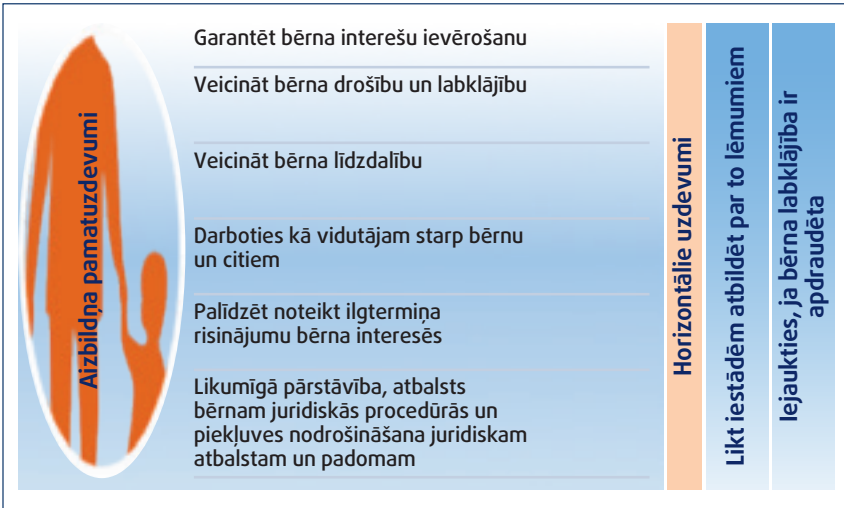 Aizbildņa pamatuzdevumi
Garantēt bērna interešu ievērošanu
Veicināt bērna drošību un labklājību
Veicināt bērna līdzdalību
Darboties kā vidutājam starp bērnu
un citiem
Palīdzēt noteikt ilgtermiņa
risinājumu bērna interesēs
Likumīgā pārstāvība, atbalsts
bērnam juridiskās procedūrās un
piekļuves nodrošināšana juridiskam
atbalstam un padomam
Horizontālie uzdevumi
Likt iestādēm atbildēt par to lēmumiem
Iejaukties, ja bērna labklājība ir
apdraudēta